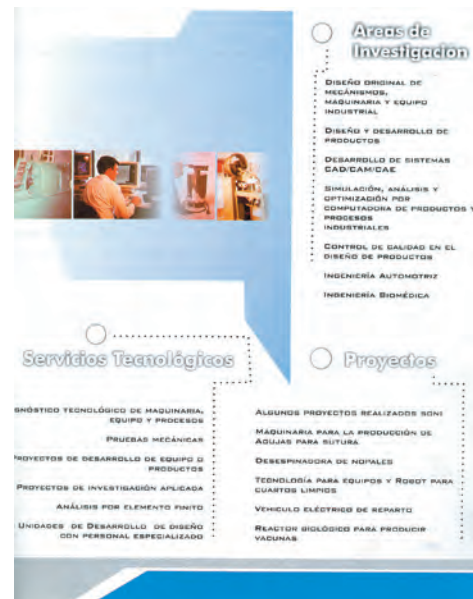 Areas de
Investigación
DISEÑO ORIGINAL DE
MECÁNISMOS,
MAQUINARIA Y EQUIPO
INDUSTRIAL
DISEÑO Y DESARROLLO DE
PRODUCTOS
DESARROLLO DE SISTEMAS
CAD/CAM/CAE
SIMULACIÓN, ANÁLISIS Y
OPTIMIZACIÓN POR
COMPUTADORA DE PRODUCTOS Y
PROCESOS
INDUSTRIALES
CONTROL DE CALIDAD EN EL
DISEÑO DE PRODUCTOS
INGENIERÍA AUTOMOTRIZ
INGENIERÍA BIOMÉDICA
Servicios Tecnológicos
GNÓSTICO TECNOLÓGICO DE MAQUINARIA,
EQUIPO Y PROCESOS
PRUEBAS MECÁNICAS
PROYECTOS DE DESARROLLO DE EQUIPO O
PRODUCTOS
PROYECTOS DE INVESTIGACIÓN APLICADA
ANÁLISIS POR ELEMENTO FINITO
UNIDADES DE DESARROLLO DE DISEÑO
CON PERSONAL ESPECIALIZADO
Proyectos
ALGUNOS PROYECTOS REALIZADOS SON:
MAQUINARIA PARA LA PRODUCCIÓN DE
AGUJAS PARA SUTURA
DESESPINADORA DE NOPALES
TECNOLOGÍA PARA EQUIPOS Y ROBOT PARA
CUARTOS LIMPIOS
VEHICULO ELÉCTRICO DE REPARTO
REACTOR BIOLÓGICO PARA PRODUCIR
VACUNAS